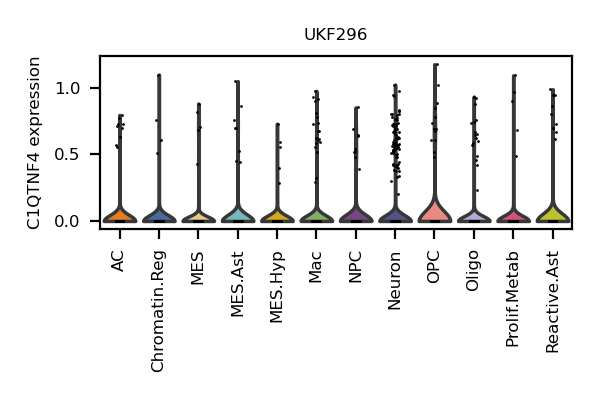 UKF296
C1QTNF4 expression
1.0
0.5
0.0
AC
Chromatin.Reg
MES
MES.Ast
MES.Hyp
Mac
NPC
Neuron
OPC
Oligo
Prolif.Metab
Reactive.Ast